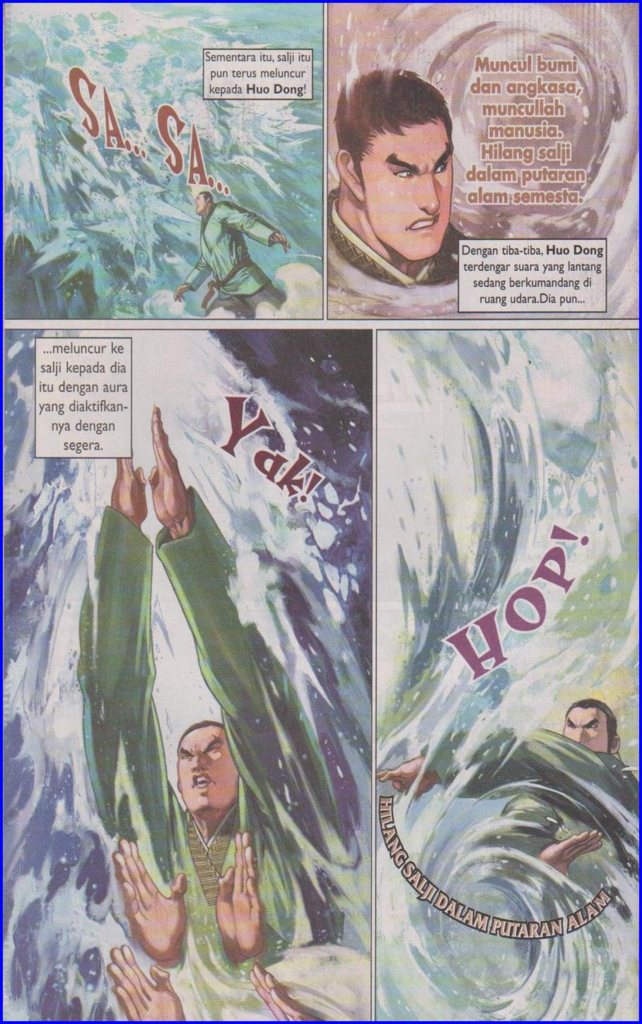 Sementara itu, salji itu
pun terus meluncur
kepada Huo Dong!
SA... SA...
Muncul bumi
dan angkasa,
muncullah
manusia.
Hilang salji
dalam putaran
alam semesta.
Dengan tiba-tiba, Huo Dong
terdengar suara yang lantang
sedang berkumandang di
ruang udara.Dia pun...
...meluncur ke
salji kepada dia
itu dengan aura
yang diaktifkan-
nya dengan
segera.
Yak!
HOP!
HILANG SALJI DALAM PUTARAN ALAM